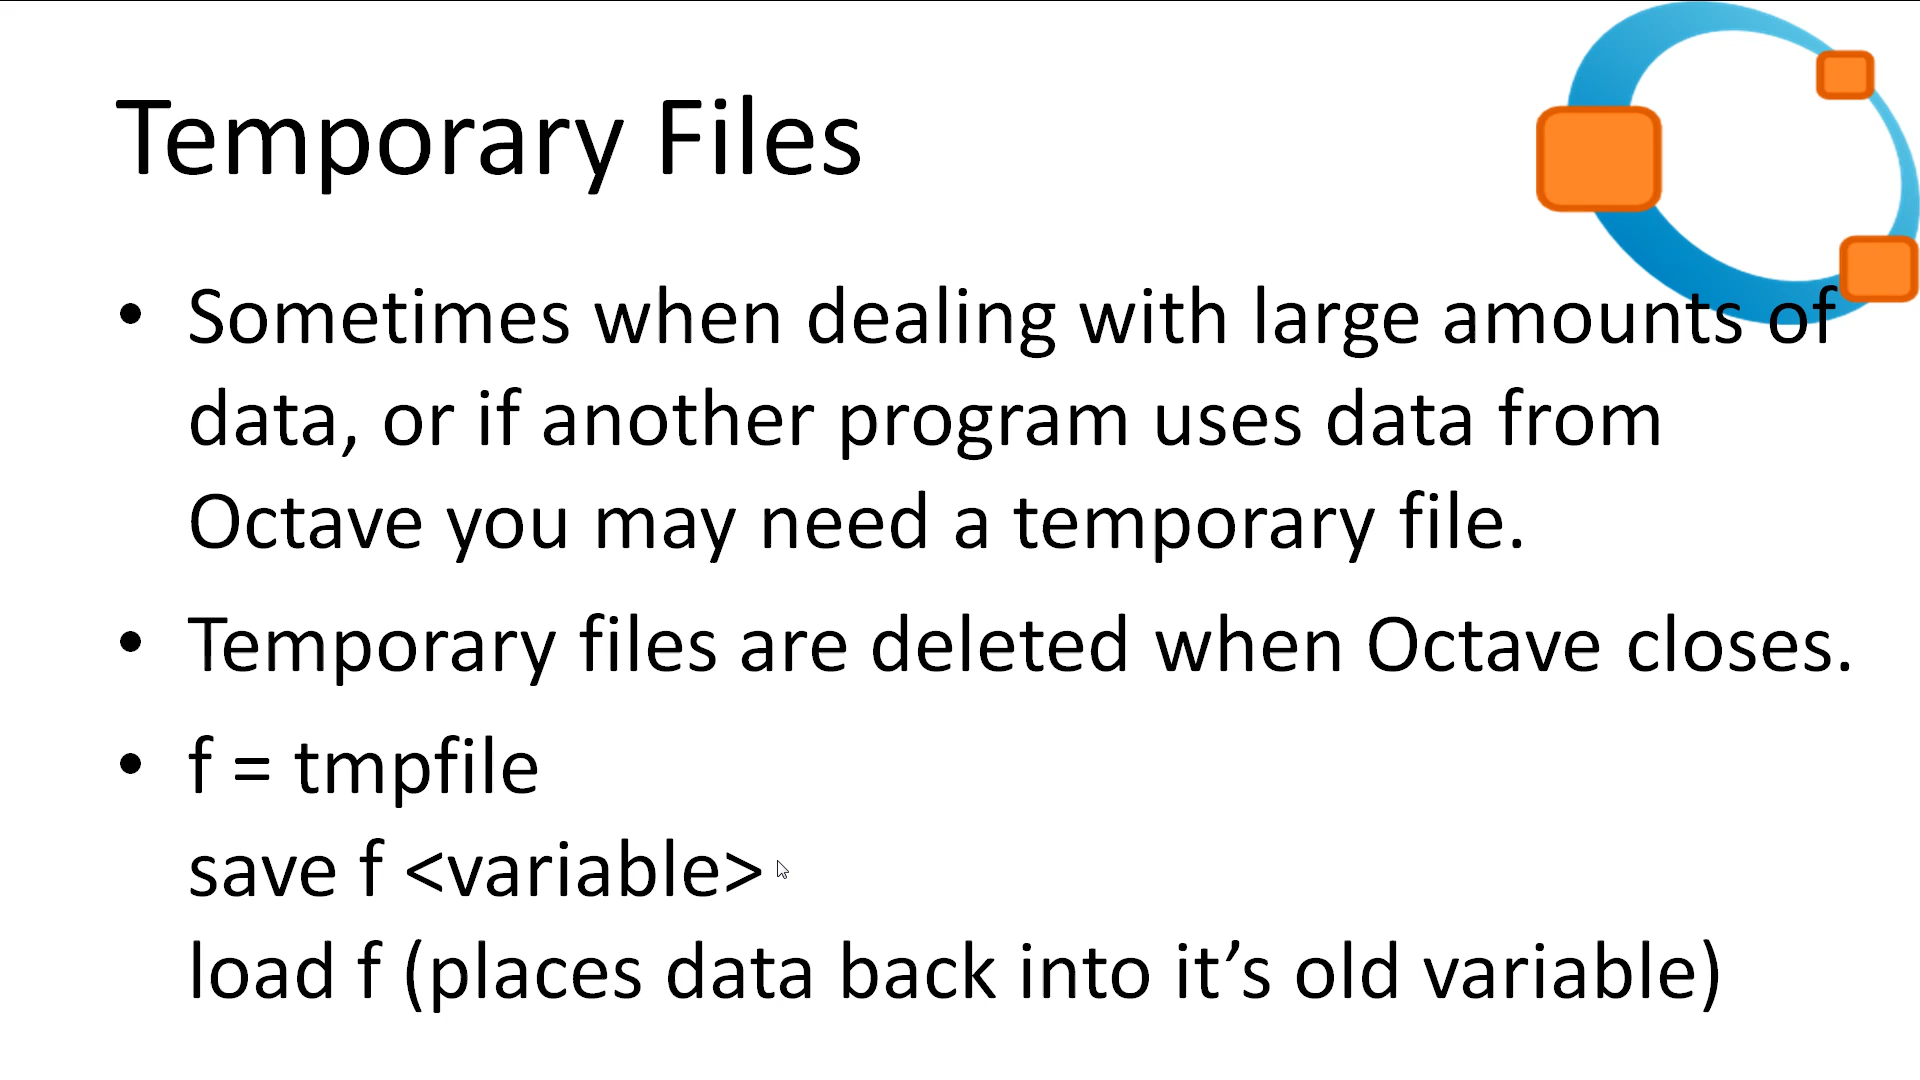 Temporary Files
• Sometimes when dealing with large amounts of
data, or if another program uses data from
Octave you may need a temporary file.
• Temporary files are deleted when Octave closes.
• f = tmpfile
save f <variable>
load f (places data back into it’s old variable)